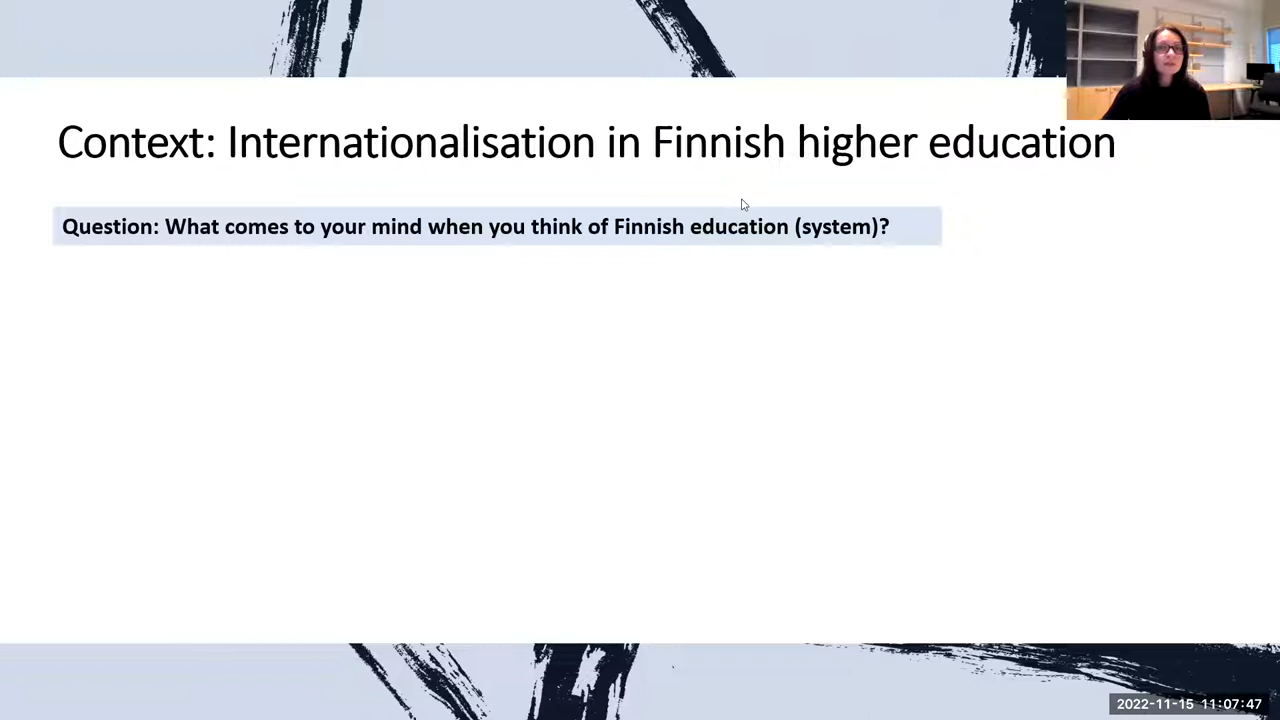 Context: Internationalisation in Finnish higher education
Question: What comes to your mind when you think of Finnish education (system)?
2022-11-15 11:07:47